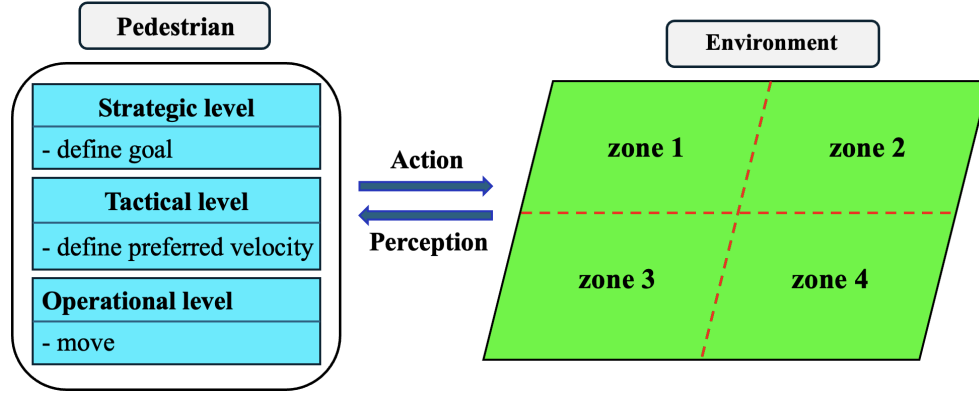 Pedestrian
Strategic level
- define goal
Tactical level
- define preferred velocity
Operational level
- move
Action
Perception
Environment
zone 1
zone 2
zone 3
zone 4